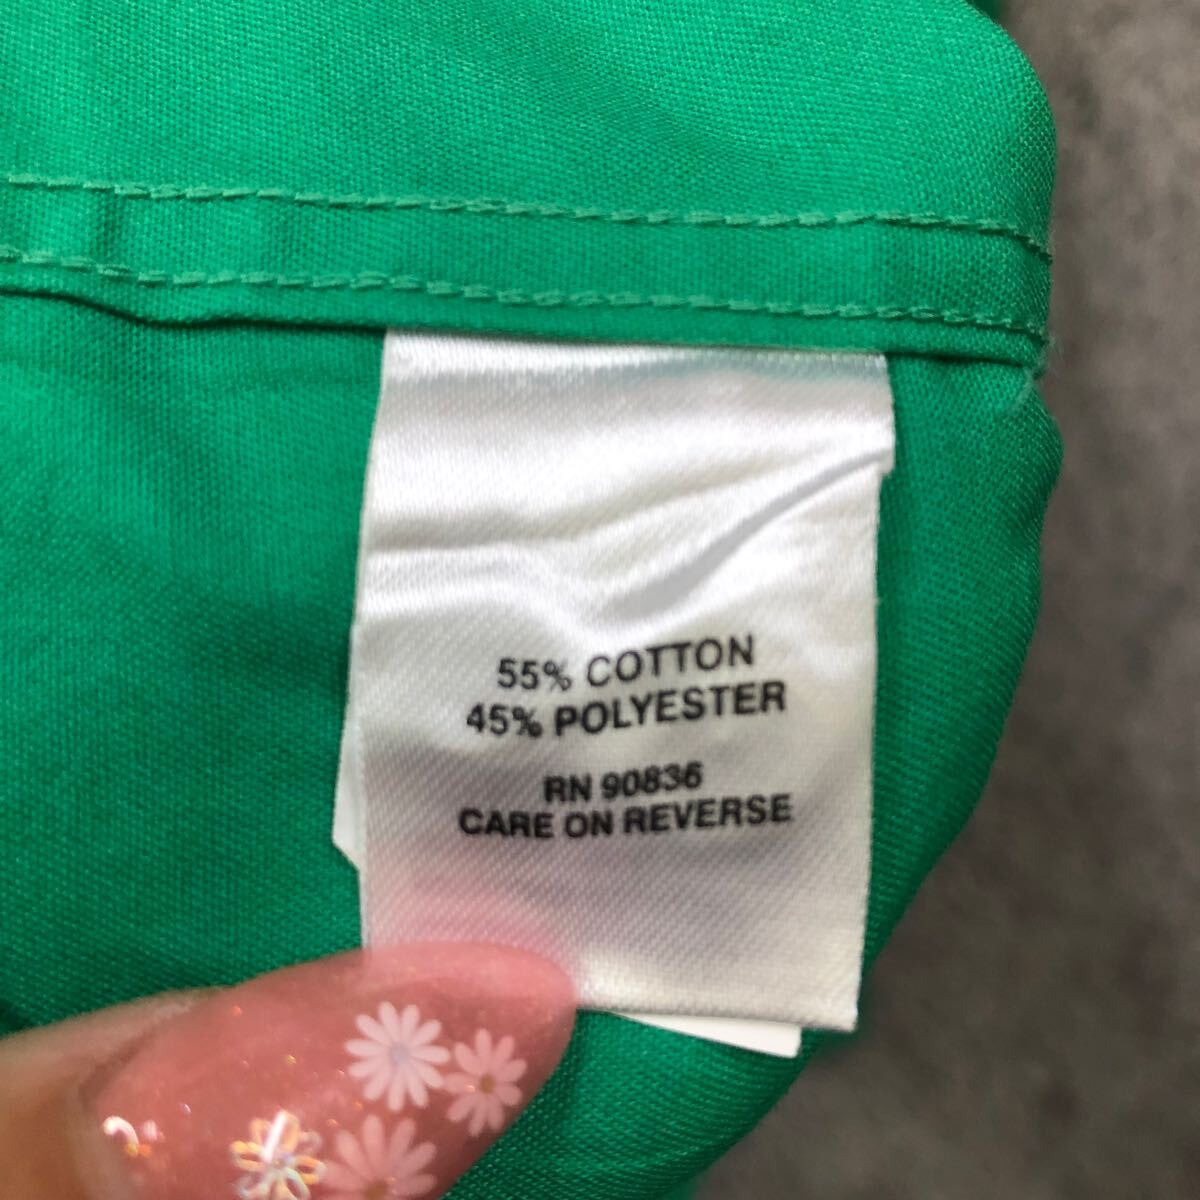 55% COTTON
45% POLYESTER
RN 90836
CARE ON REVERSE